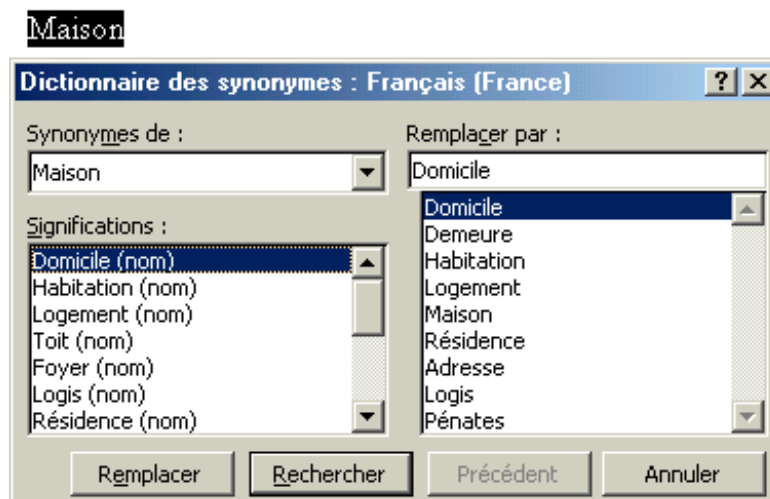 Maison
Dictionnaire des synonymes : Français (France)
?
Synonymes de :
Maison
Significations :
Domicile (nom)
Habitation (nom)
Logement (nom)
Toit (nom)
Foyer (nom)
Logis (nom)
Résidence (nom)
Remplacer par :
Domicile
Domicile
Demeure
Habitation
Logement
Maison
Résidence
Adresse
Logis
Pénates
Remplacer
Rechercher
Précédent
Annuler